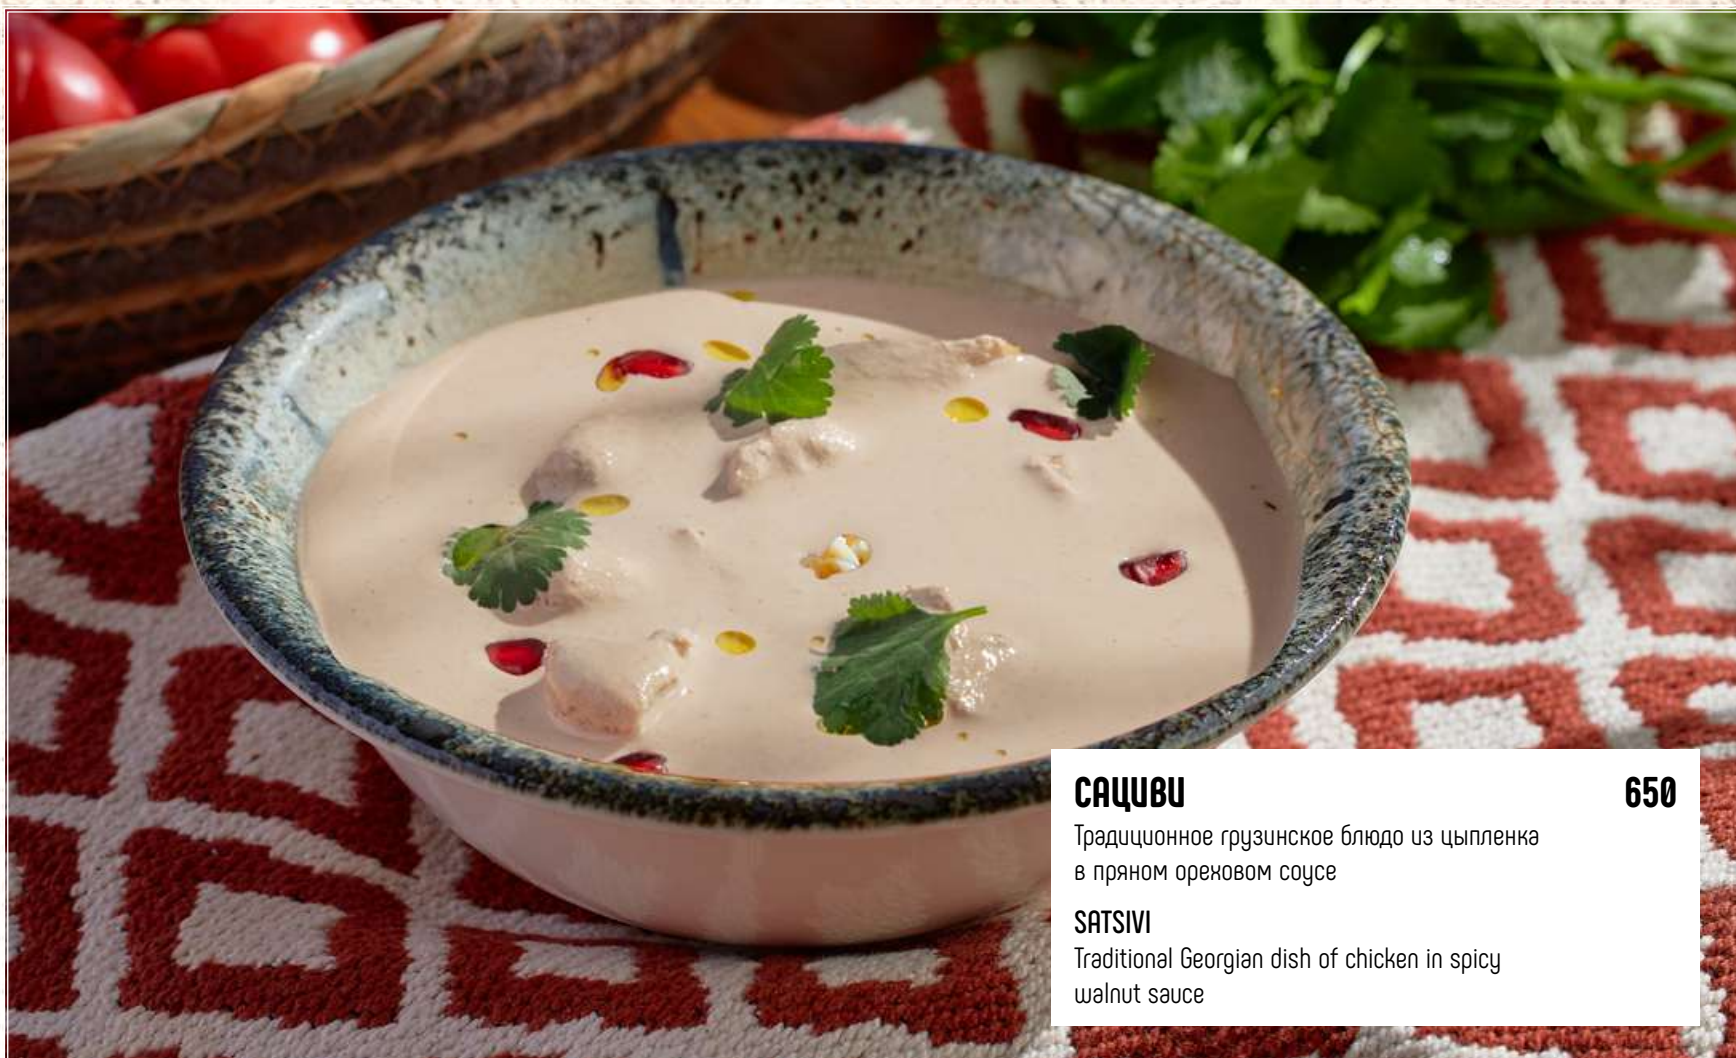 САЦИВИ 650
Традиционное грузинское блюдо из цыпленка
в пряном ореховом соусе
SATSIVI
Traditional Georgian dish of chicken in spicy
walnut sauce